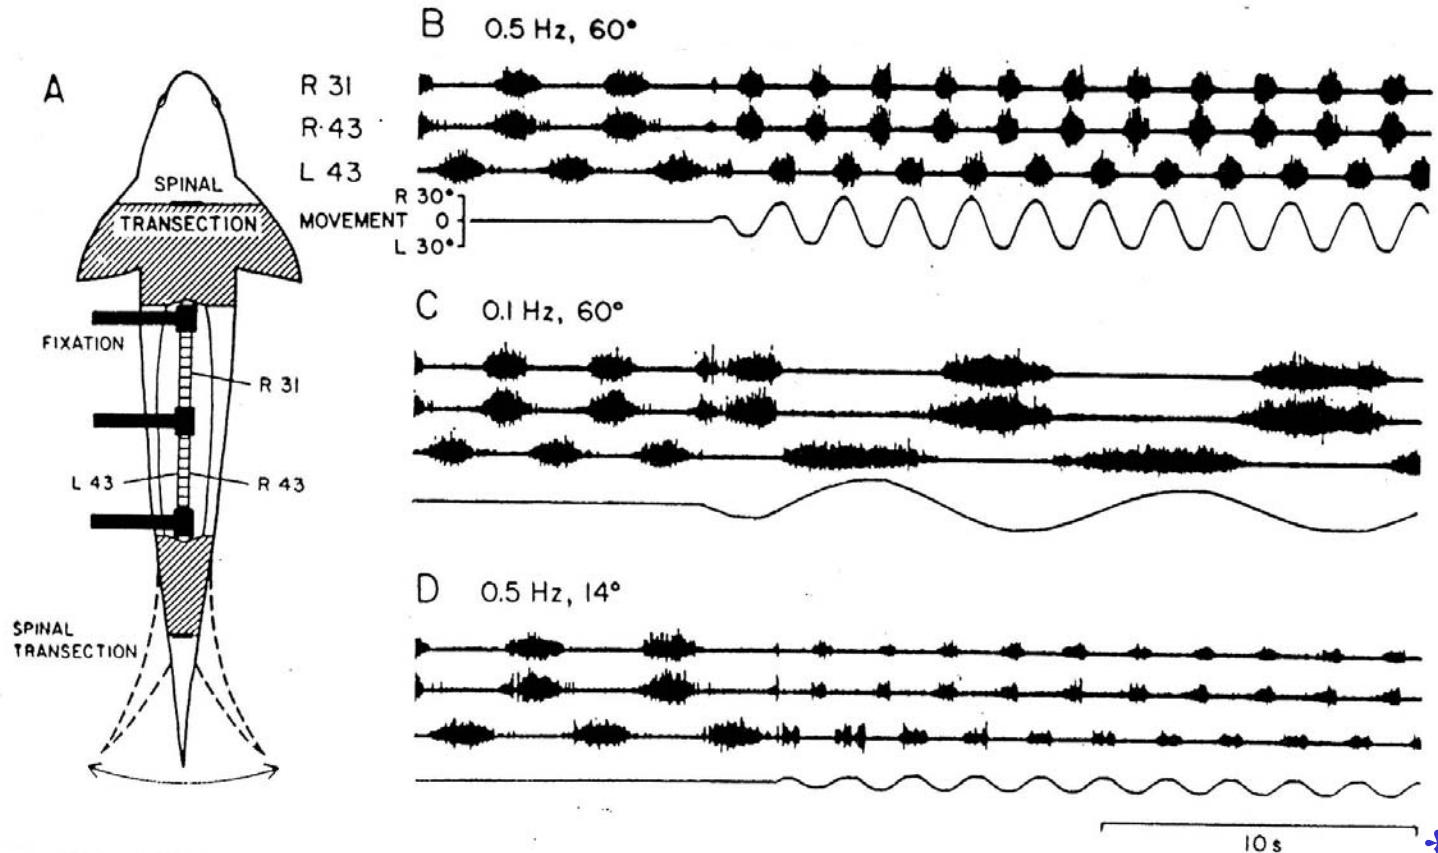 A
SPINAL
TRANSECTION
FIXATION
R 31
L 43
R 43
SPINAL
TRANSECTION
B 0.5 Hz, 60°
R 31
R·43
L 43
R 30°
MOVEMENT 0
L 30°
C 0.1 Hz, 60°
D 0.5 Hz, 14°
10 s